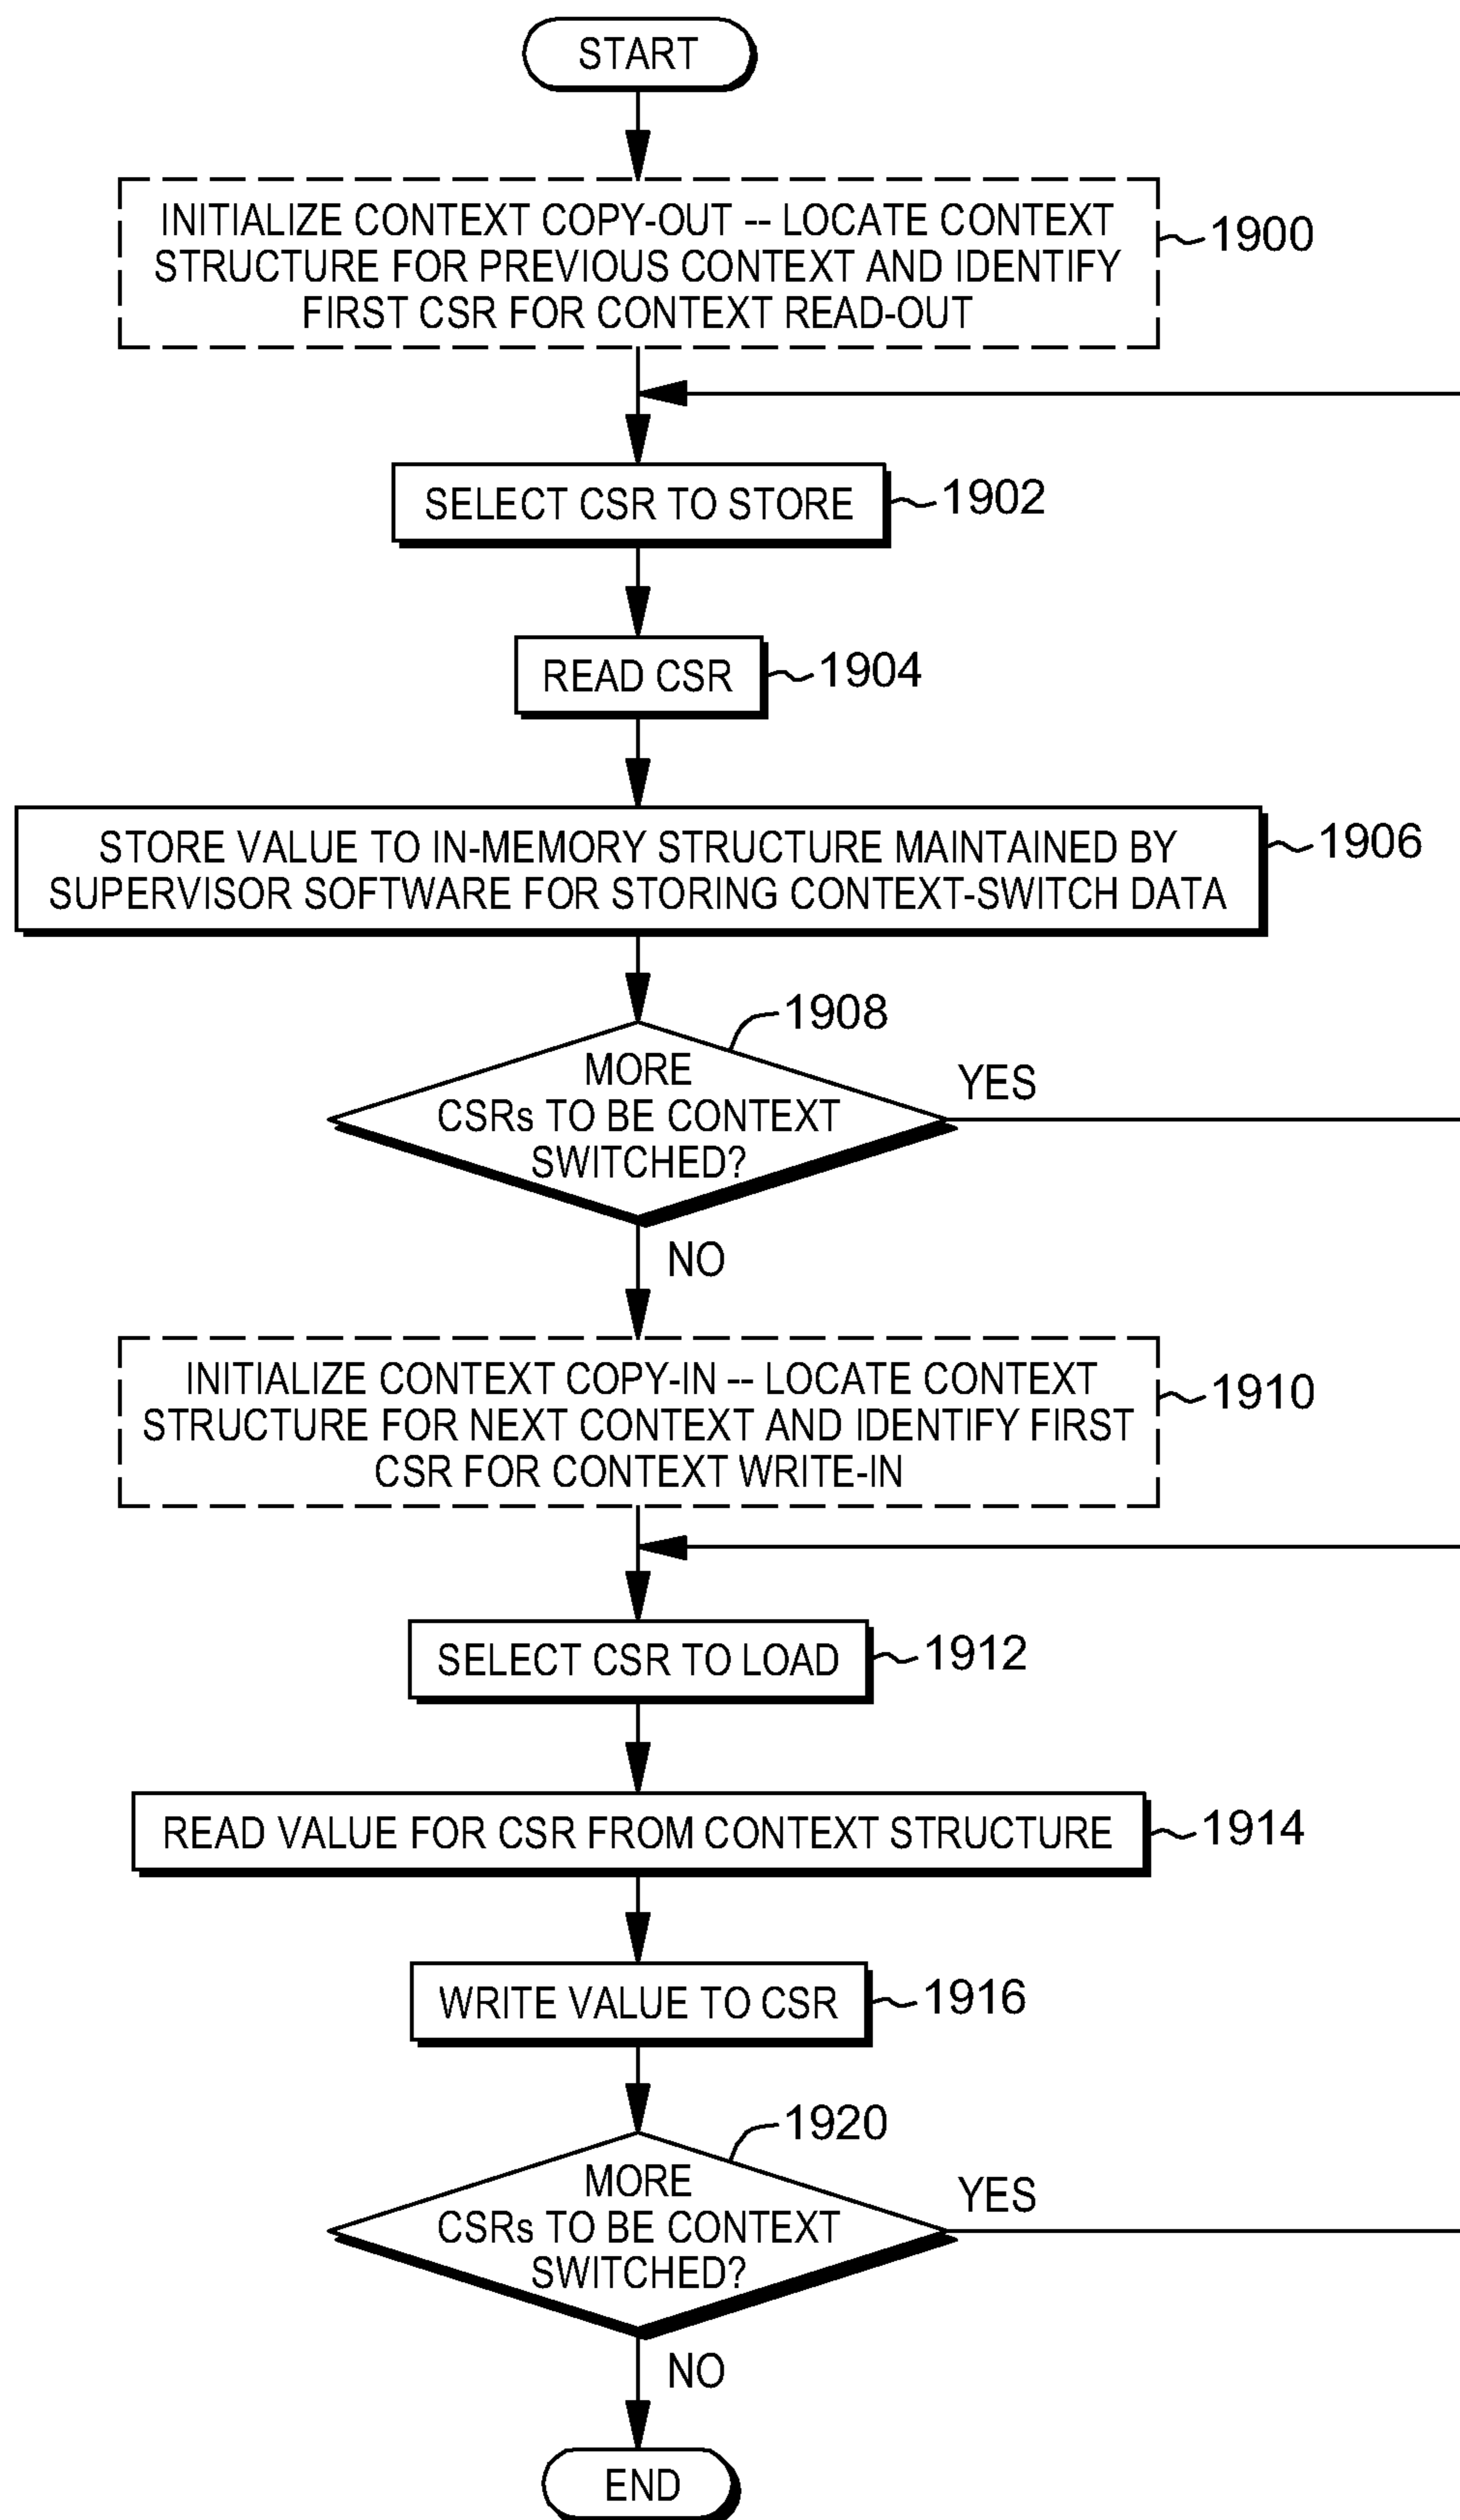 START
INITIALIZE CONTEXT COPY-OUT -- LOCATE CONTEXT
STRUCTURE FOR PREVIOUS CONTEXT AND IDENTIFY
FIRST CSR FOR CONTEXT READ-OUT
1900
SELECT CSR TO STORE
1902
READ CSR
1904
STORE VALUE TO IN-MEMORY STRUCTURE MAINTAINED BY
SUPERVISOR SOFTWARE FOR STORING CONTEXT-SWITCH DATA
1906
1908
MORE
CSRs TO BE CONTEXT
SWITCHED?
YES
NO
INITIALIZE CONTEXT COPY-IN -- LOCATE CONTEXT
STRUCTURE FOR NEXT CONTEXT AND IDENTIFY FIRST
CSR FOR CONTEXT WRITE-IN
1910
SELECT CSR TO LOAD
1912
READ VALUE FOR CSR FROM CONTEXT STRUCTURE
1914
WRITE VALUE TO CSR
1916
1920
MORE
CSRs TO BE CONTEXT
SWITCHED?
YES
NO
END